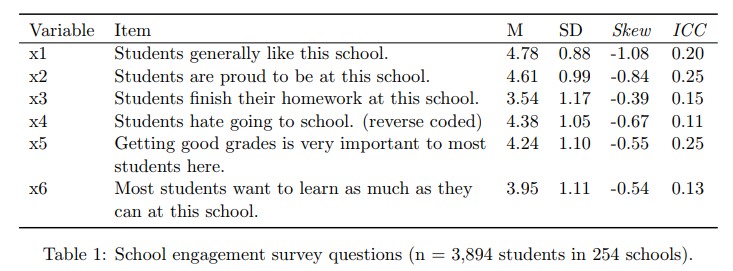 Variable Item M SD Skew ICC
x1 Students generally like this school. 4.78 0.88 -1.08 0.20
x2 Students are proud to be at this school. 4.61 0.99 -0.84 0.25
x3 Students finish their homework at this school. 3.54 1.17 -0.39 0.15
x4 Students hate going to school. (reverse coded) 4.38 1.05 -0.67 0.11
x5 Getting good grades is very important to most 4.24 1.10 -0.55 0.25
students here.
x6 Most students want to learn as much as they 3.95 1.11 -0.54 0.13
can at this school.
Table 1: School engagement survey questions (n = 3,894 students in 254 schools).